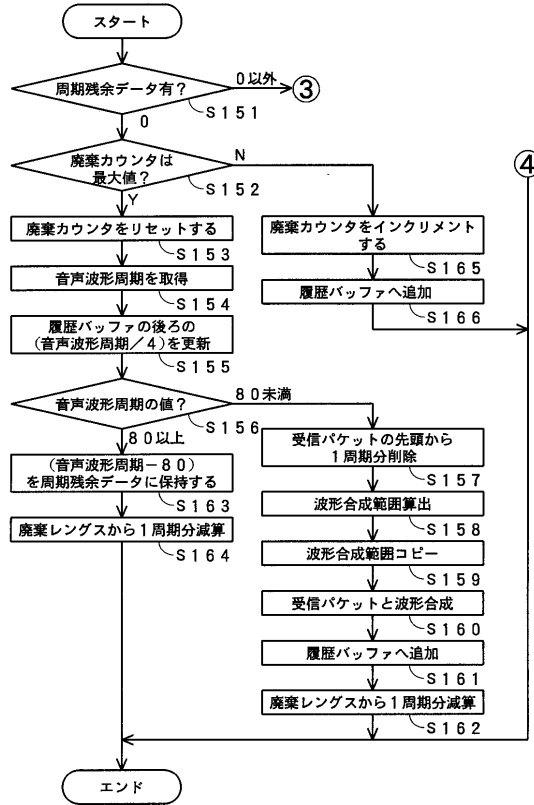 スタート
周期残余データ有?
0以外
③
S151
0
廃棄カウンタは
最大値?
N
④
S152
Y
廃棄カウンタをリセットする
S153
音声波形周期を取得
S154
履歴バッファの後ろの
(音声波形周期/4)を更新
S155
廃棄カウンタをインクリメント
する
S165
履歴バッファへ追加
S166
音声波形周期の値?
80未満
S156
80以上
(音声波形周期-80)
を周期残余データに保持する
S163
廃棄レングスから1周期分減算
S164
受信パケットの先頭から
1周期分削除
S157
波形合成範囲算出
S158
波形合成範囲コピー
S159
受信パケットと波形合成
S160
履歴バッファへ追加
S161
廃棄レングスから1周期分減算
S162
エンド